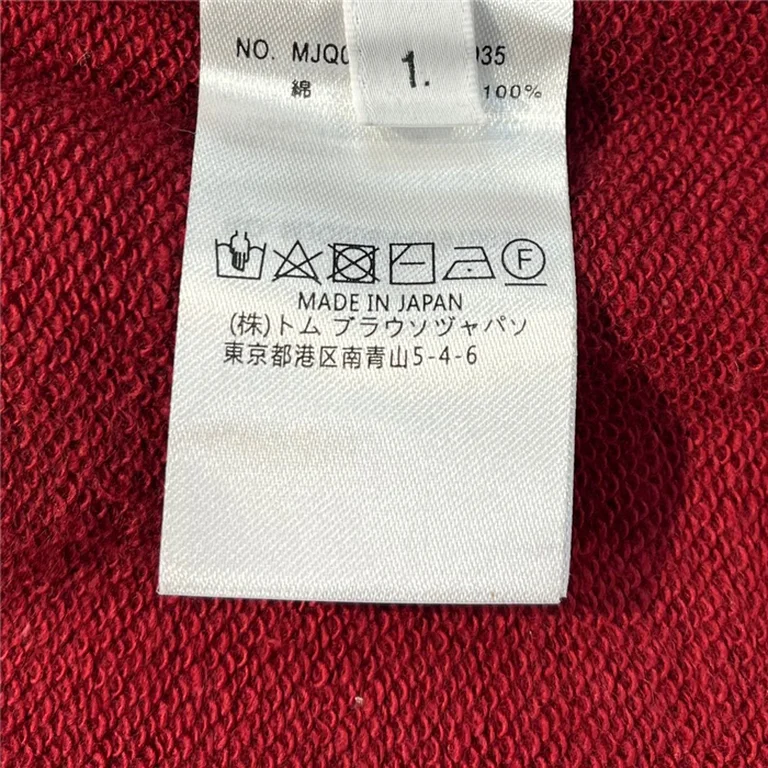 NO. MJQ0 035
1.
綿 100%
F
MADE IN JAPAN
(株)トム ブラウソヅャパソ
東京都港区南青山5-4-6